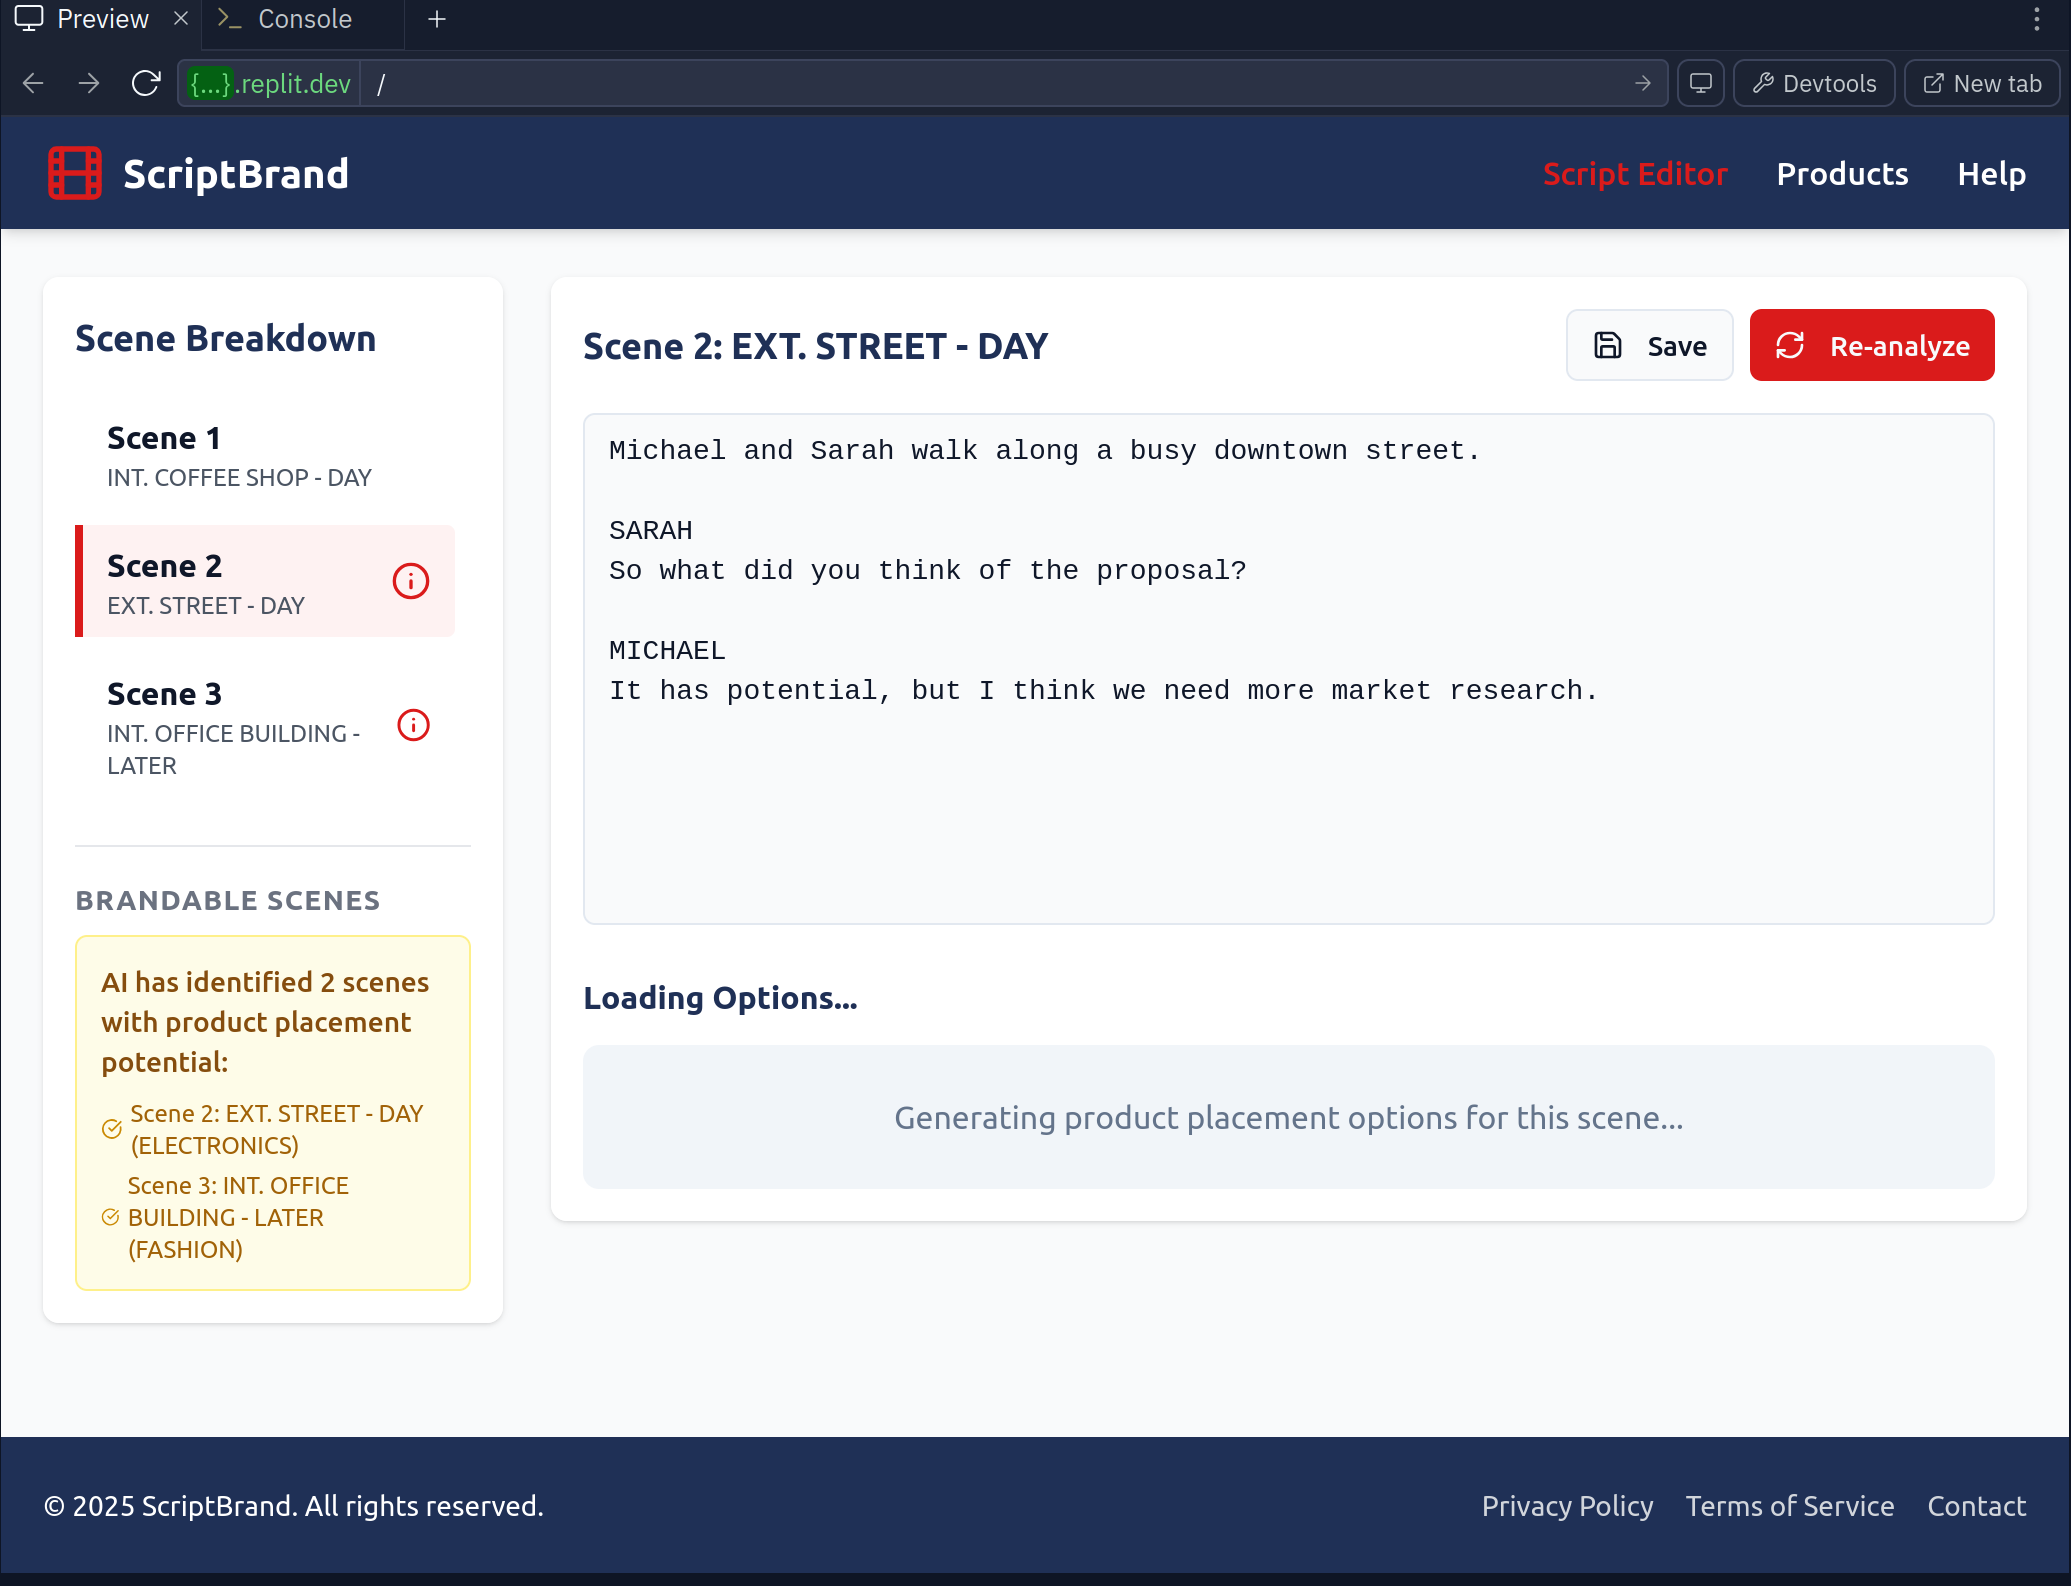 Preview
Console
{...}.replit.dev /
Devtools
New tab
ScriptBrand
Script Editor
Products
Help
Scene Breakdown
Scene 1
INT. COFFEE SHOP - DAY
Scene 2
EXT. STREET - DAY
Scene 3
INT. OFFICE BUILDING -
LATER
BRANDABLE SCENES
AI has identified 2 scenes
with product placement
potential:
Scene 2: EXT. STREET - DAY
(ELECTRONICS)
Scene 3: INT. OFFICE
BUILDING - LATER
(FASHION)
Scene 2: EXT. STREET - DAY
Save
Re-analyze
Michael and Sarah walk along a busy downtown street.
SARAH
So what did you think of the proposal?
MICHAEL
It has potential, but I think we need more market research.
Loading Options...
Generating product placement options for this scene...
© 2025 ScriptBrand. All rights reserved.
Privacy Policy
Terms of Service
Contact